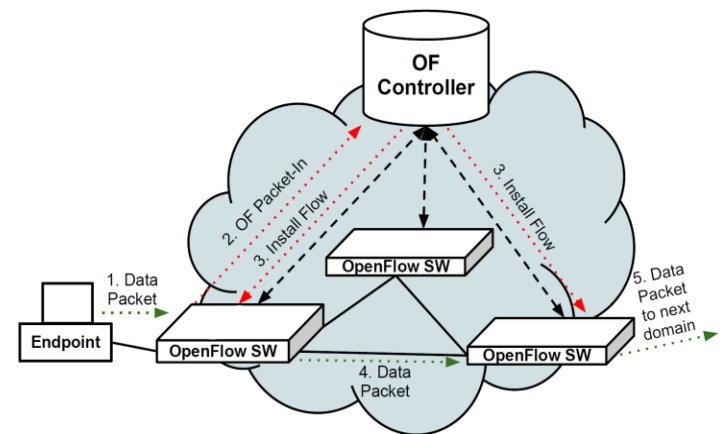 OF
Controller
2. OF Packet-In
3. Install Flow
3. Install Flow
OpenFlow SW
1. Data
Packet
Endpoint
OpenFlow SW
OpenFlow SW
4. Data
Packet
5. Data
Packet
to next
domain